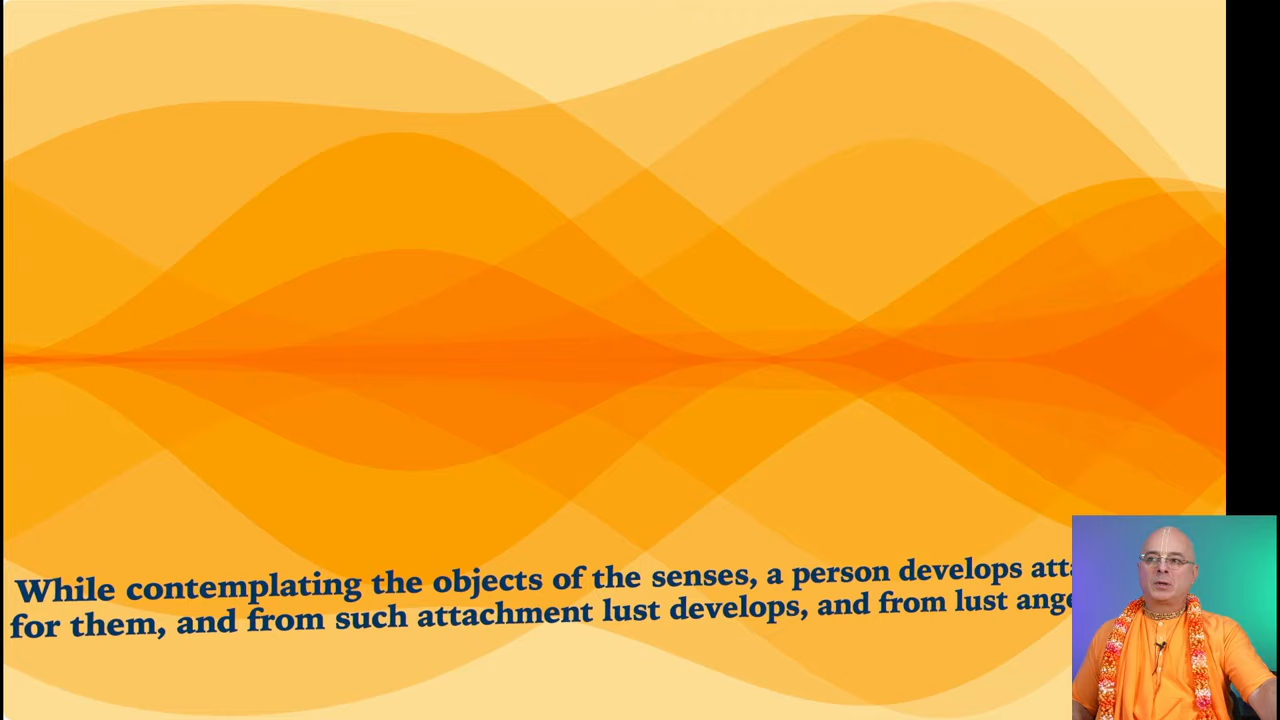 While contemplating the objects of the senses, a person develops
for them, and from such attachment lust develops, and from lust